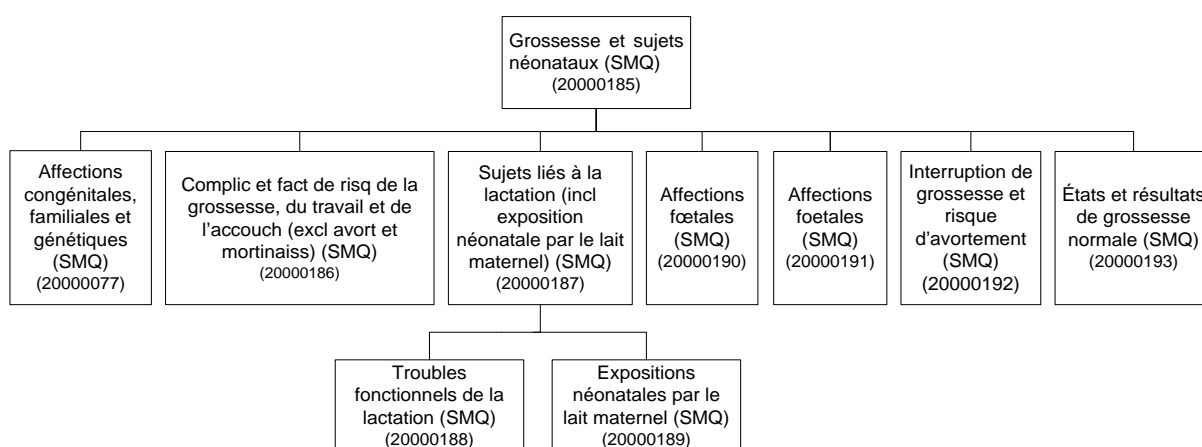 Grossesse et sujets
néonataux (SMQ)
(20000185)
Affections
congénitales,
familiales et
génétiques
(SMQ)
(20000077)
Complic et fact de risq de la
grossesse, du travail et de
l'accouch (excl avort et
mortinaiss) (SMQ)
(20000186)
Sujets liés à la
lactation (incl
exposition
néonatale par le lait
maternel) (SMQ)
(20000187)
Affections
fœtales
(SMQ)
(20000190)
Affections
foetales
(SMQ)
(20000191)
Interruption de
grossesse et
risque
d'avortement
(SMQ)
(20000192)
États et résultats
de grossesse
normale (SMQ)
(20000193)
Troubles
fonctionnels de la
lactation (SMQ)
(20000188)
Expositions
néonatales par le
lait maternel (SMQ)
(20000189)